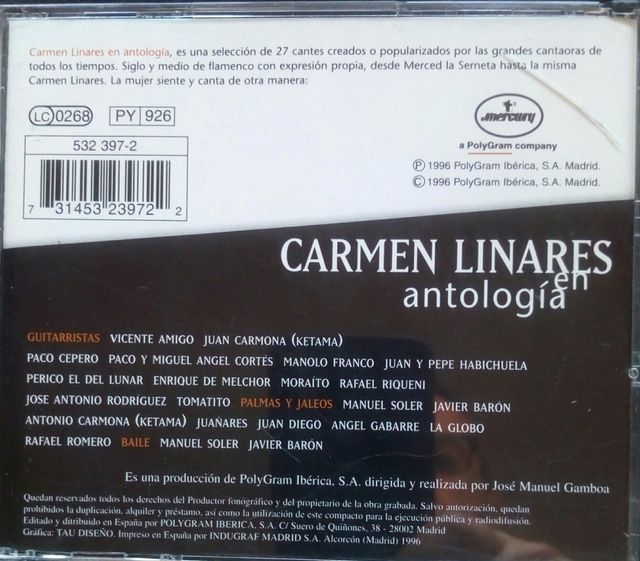 Carmen Linares en antología, es una selección de 27 cantes creados o popularizados por las grandes cantaoras de
todos los tiempos. Siglo y medio de flamenco con expresión propia, desde Merced la Serneta hasta la misma
Carmen Linares. La mujer siente y canta de otra manera:
LC 0268 PY 926
mercury
a PolyGram company
532 397-2
℗ 1996 PolyGram Ibérica, S.A. Madrid.
© 1996 PolyGram Ibérica, S.A. Madrid.
7 31453 23972 2
CARMEN LINARES
en
antología
GUITARRISTAS VICENTE AMIGO JUAN CARMONA (KETAMA)
PACO CEPERO PACO Y MIGUEL ANGEL CORTÉS MANOLO FRANCO JUAN Y PEPE HABICHUELA
PERICO EL DEL LUNAR ENRIQUE DE MELCHOR MORAÍTO RAFAEL RIQUENI
JOSE ANTONIO RODRÍGUEZ TOMATITO PALMAS Y JALEOS MANUEL SOLER JAVIER BARÓN
ANTONIO CARMONA (KETAMA) JUAÑARES JUAN DIEGO ANGEL GABARRE LA GLOBO
RAFAEL ROMERO BAILE MANUEL SOLER JAVIER BARÓN
Es una producción de PolyGram Ibérica, S.A. dirigida y realizada por José Manuel Gamboa
Quedan reservados todos los derechos del Productor fonográfico y del propietario de la obra grabada. Salvo autorización, quedan
prohibidos la duplicación, alquiler y préstamo, así como la utilización de este compacto para la ejecución pública y radiodifusión.
Editado y distribuido en España por POLYGRAM IBERICA, S.A. C/ Suero de Quiñones, 38 - 28002 Madrid
Gráfica: TAU DISEÑO. Impreso en España por INDUGRAF MADRID S.A. Alcorcón (Madrid) 1996